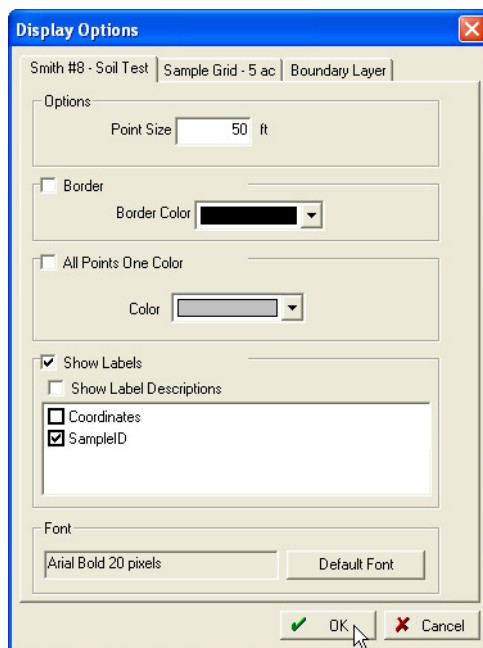 Display Options
Smith #8 - Soil Test Sample Grid - 5 ac Boundary Layer
Options
Point Size 50 ft
Border
Border Color
All Points One Color
Color
Show Labels
Show Label Descriptions
Coordinates
SampleID
Font
Arial Bold 20 pixels Default Font
OK Cancel